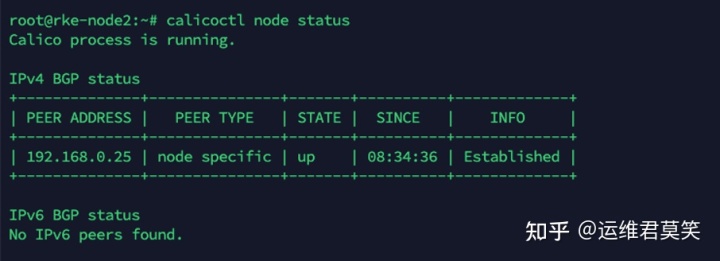 root@rke-node2:~# calicoctl node status
Calico process is running.
IPv4 BGP status
+--------------+---------------+-------+----------+-------------+
| PEER ADDRESS |   PEER TYPE   | STATE |  SINCE   |    INFO     |
+--------------+---------------+-------+----------+-------------+
| 192.168.0.25 | node specific | up    | 08:34:36 | Established |
+--------------+---------------+-------+----------+-------------+
IPv6 BGP status
No IPv6 peers found.
知乎 @运维君莫笑